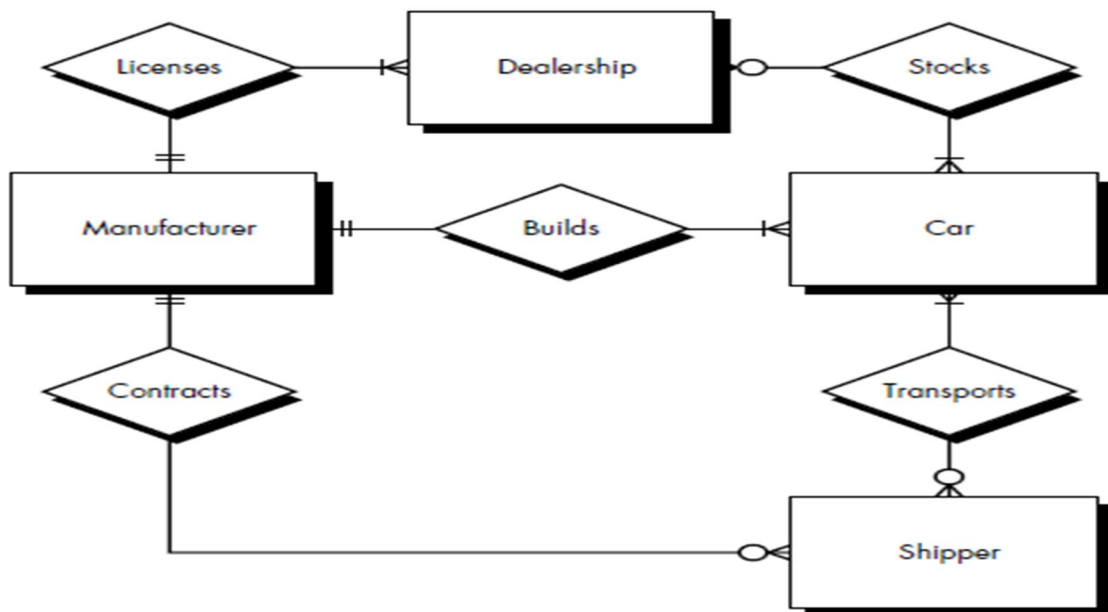 Licenses
Dealership
Stocks
Manufacturer
Builds
Car
Contracts
Transports
Shipper